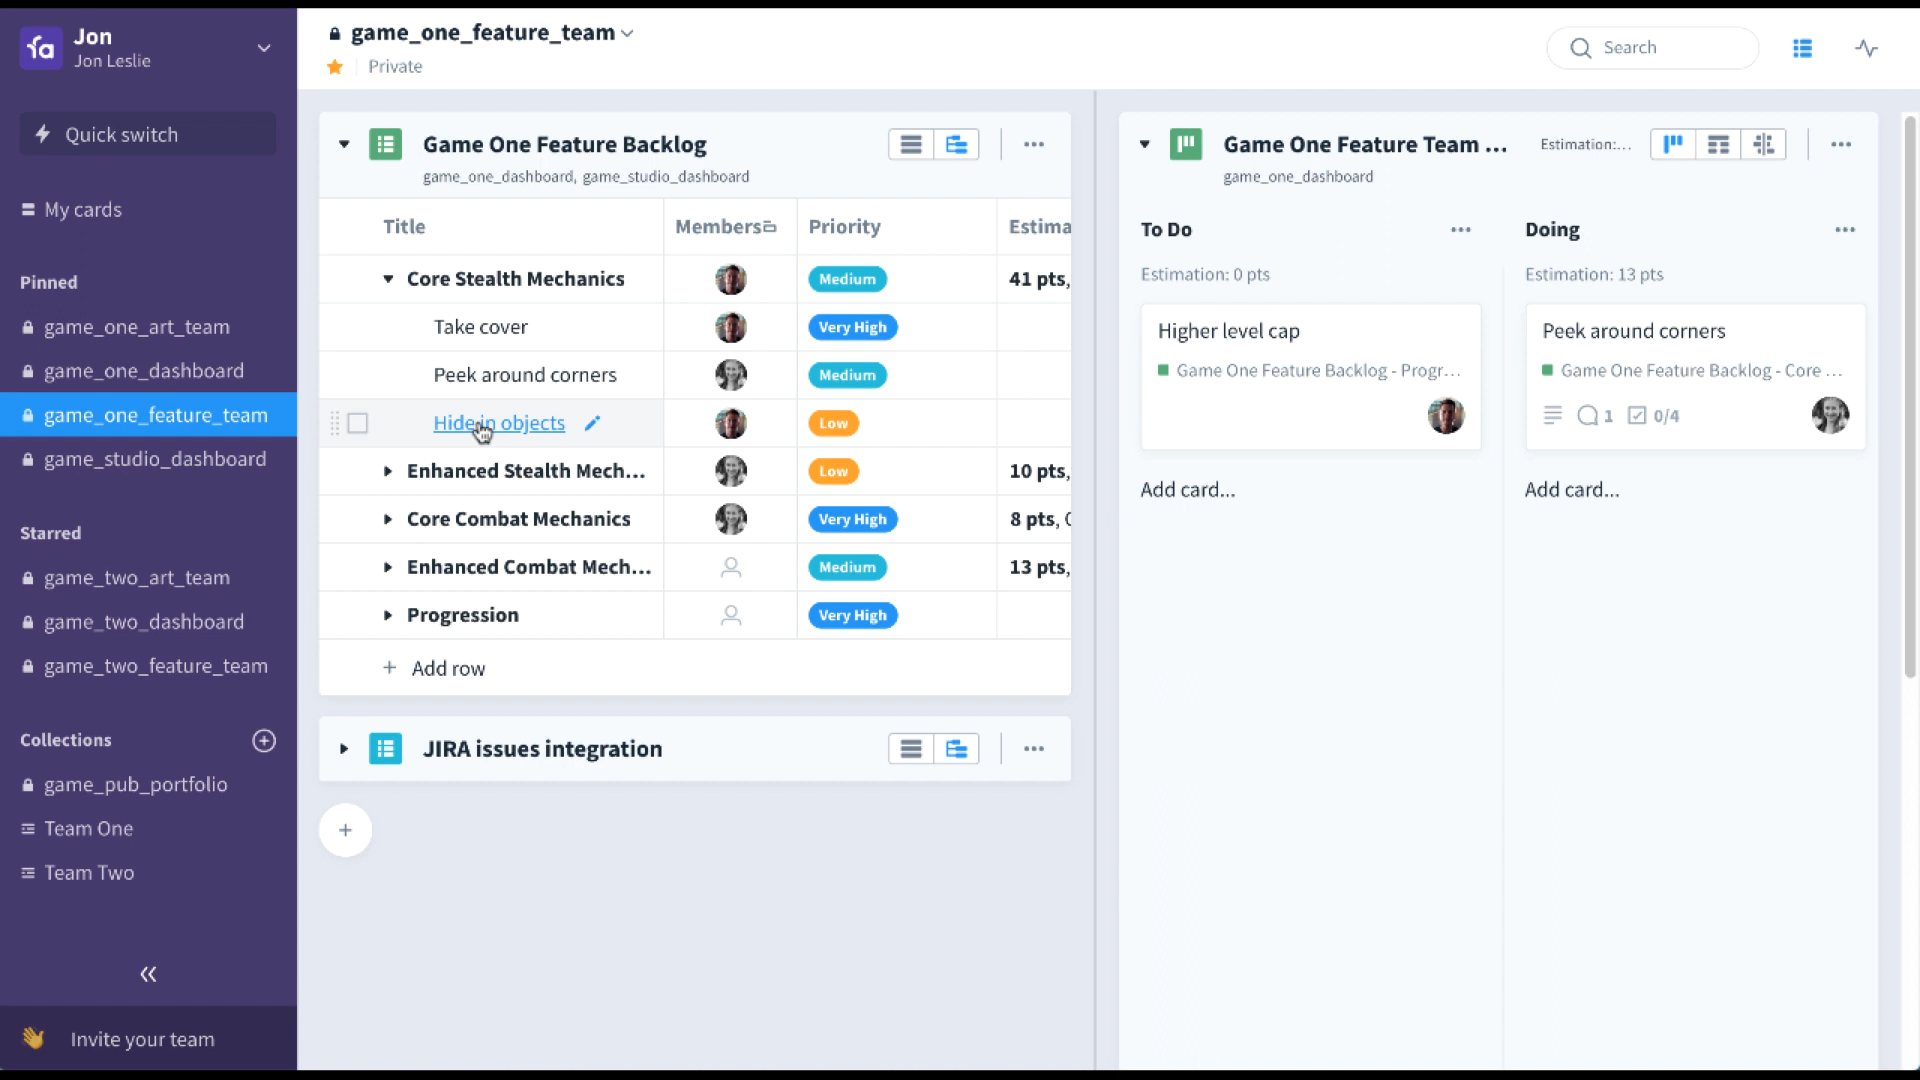 Jon
Jon Leslie
Quick switch
My cards
Pinned
game_one_art_team
game_one_dashboard
game_one_feature_team
game_studio_dashboard
Starred
game_two_art_team
game_two_dashboard
game_two_feature_team
Collections
game_pub_portfolio
Team One
Team Two
Invite your team
game_one_feature_team
Private
Search
Game One Feature Backlog
game_one_dashboard, game_studio_dashboard
Title Members Priority Estima
Core Stealth Mechanics Medium 41 pts,
Take cover Very High
Peek around corners Medium
Hide in objects Low
Enhanced Stealth Mech... Low 10 pts,
Core Combat Mechanics Very High 8 pts,
Enhanced Combat Mech... Medium 13 pts,
Progression Very High
+ Add row
JIRA issues integration
Game One Feature Team ... Estimation:...
game_one_dashboard
To Do
Estimation: 0 pts
Higher level cap
Game One Feature Backlog - Progr...
Add card...
Doing
Estimation: 13 pts
Peek around corners
Game One Feature Backlog - Core ...
1 0/4
Add card...